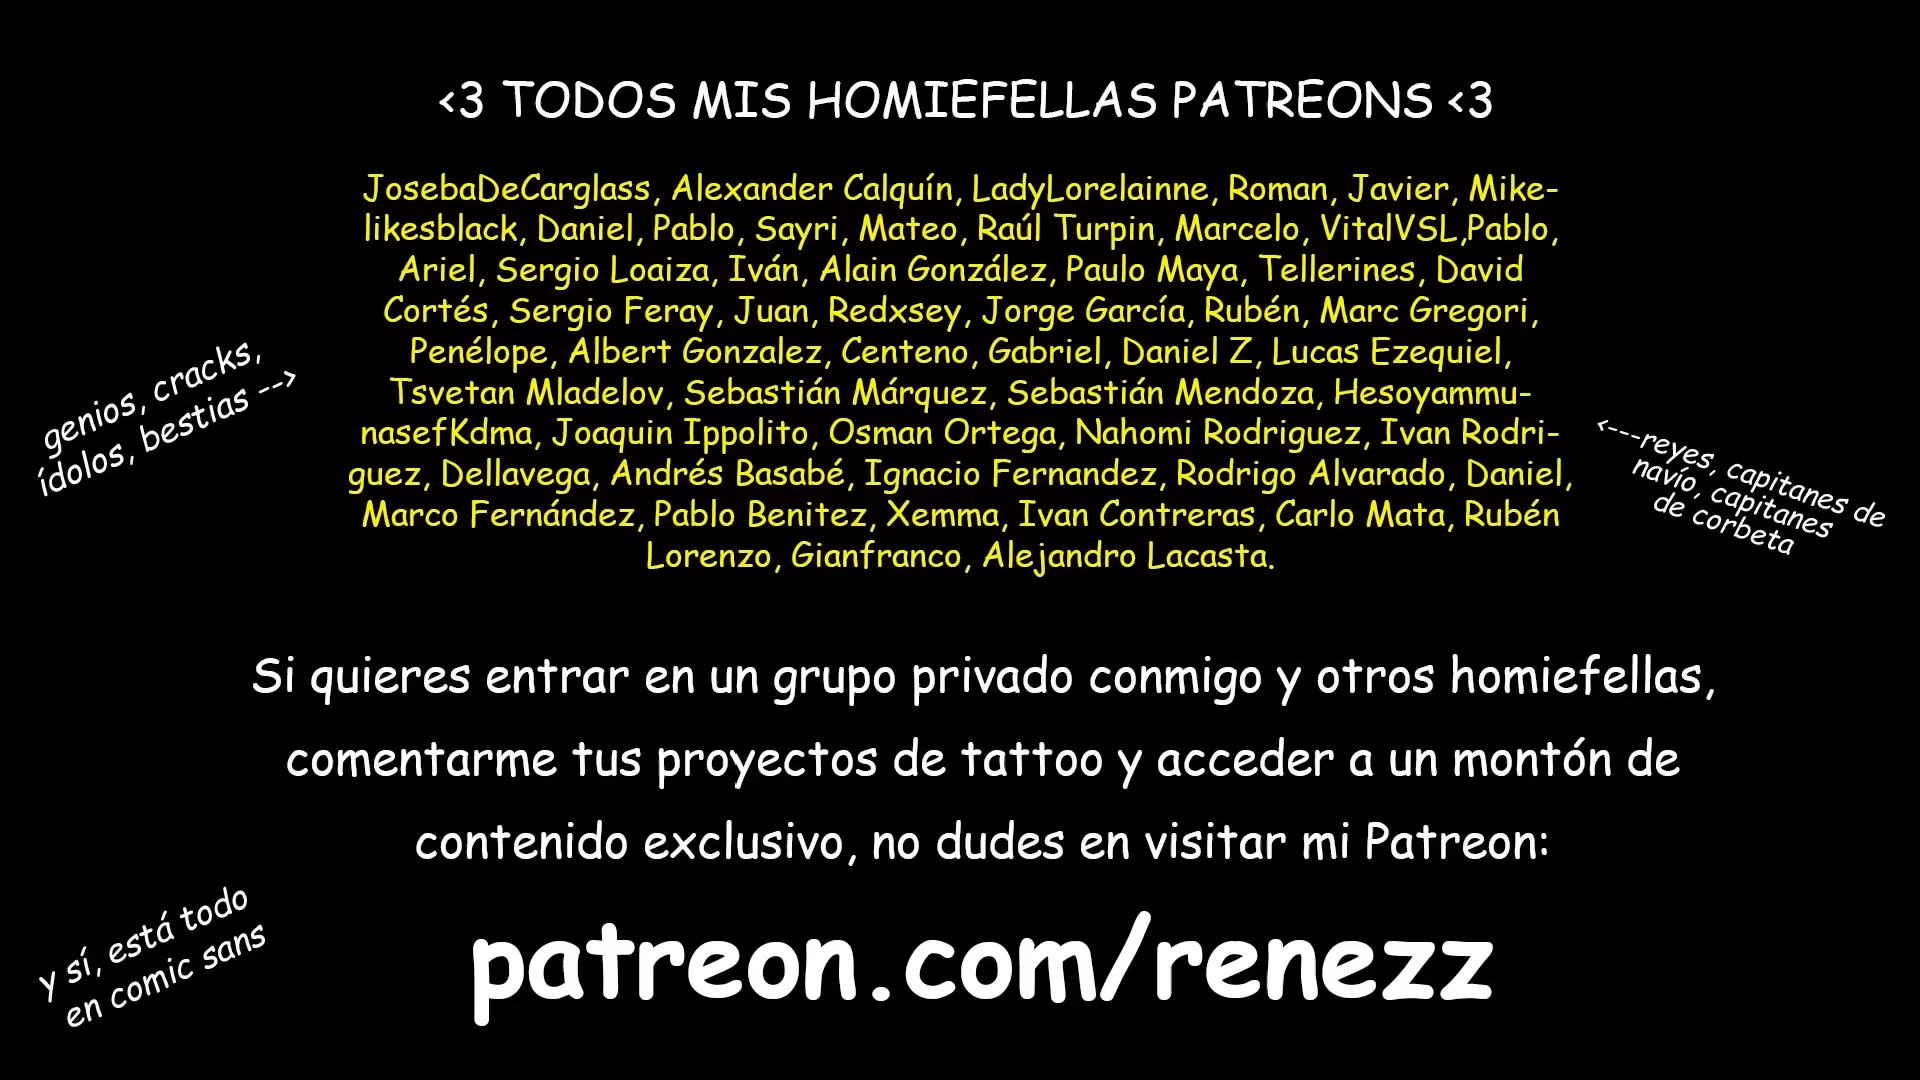 <3 TODOS MIS HOMIEFELLAS PATREONS <3
JosebaDeCarglass, Alexander Calquín, LadyLorelainne, Roman, Javier, Mike-
likesblack, Daniel, Pablo, Sayri, Mateo, Raúl Turpin, Marcelo, VitalVSL,Pablo,
Ariel, Sergio Loaiza, Iván, Alain González, Paulo Maya, Tellerines, David
Cortés, Sergio Feray, Juan, Redxsey, Jorge García, Rubén, Marc Gregori,
Penélope, Albert Gonzalez, Centeno, Gabriel, Daniel Z, Lucas Ezequiel,
Tsvetan Mladelov, Sebastián Márquez, Sebastián Mendoza, Hesoyammu-
nasefKdma, Joaquin Ippolito, Osman Ortega, Nahomi Rodriguez, Ivan Rodri-
guez, Dellavega, Andrés Basabé, Ignacio Fernandez, Rodrigo Alvarado, Daniel,
Marco Fernández, Pablo Benitez, Xemma, Ivan Contreras, Carlo Mata, Rubén
Lorenzo, Gianfranco, Alejandro Lacasta.
genios, cracks,
ídolos, bestias -->
<---reyes, capitanes de
navío, capitanes
de corbeta
Si quieres entrar en un grupo privado conmigo y otros homiefellas,
comentarme tus proyectos de tattoo y acceder a un montón de
contenido exclusivo, no dudes en visitar mi Patreon:
y sí, está todo
en comic sans
patreon.com/renezz